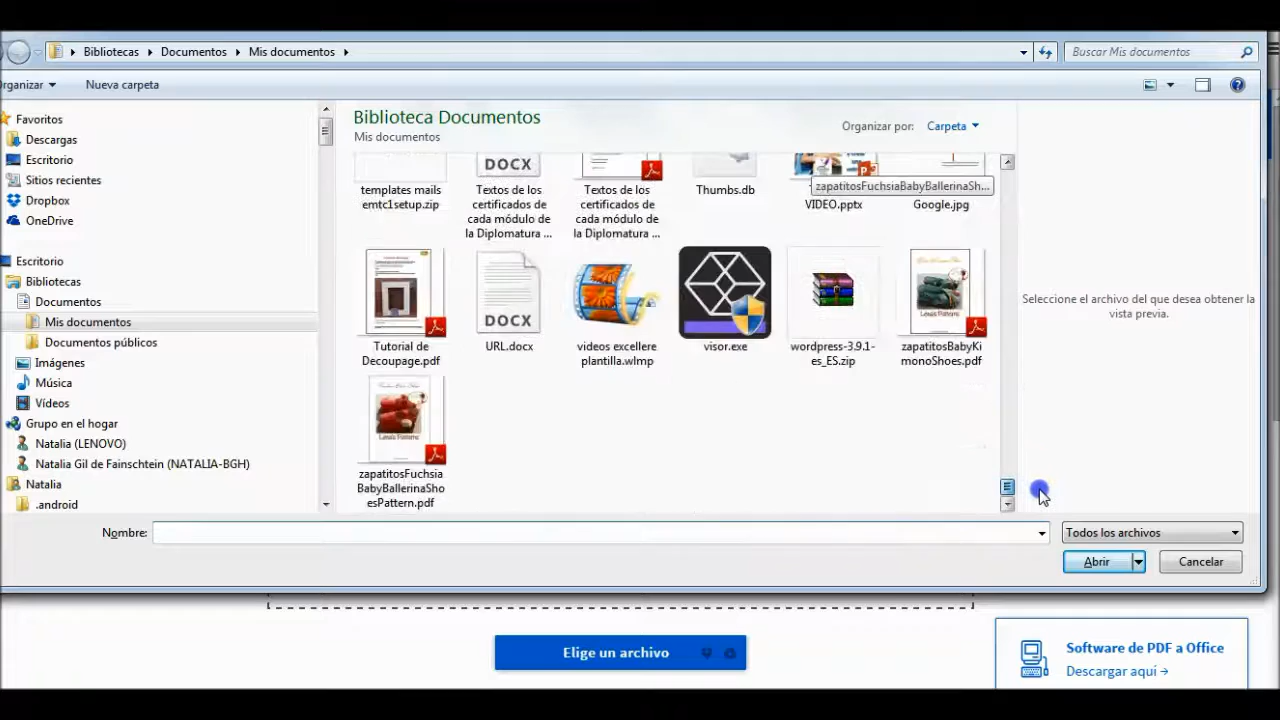 Bibliotecas Documentos Mis documentos
Buscar Mis documentos
rganizar
Nueva carpeta
Favoritos
Descargas
Escritorio
Sitios recientes
Dropbox
OneDrive
Escritorio
Bibliotecas
Documentos
Mis documentos
Documentos públicos
Imágenes
Música
Vídeos
Grupo en el hogar
Natalia (LENOVO)
Natalia Gil de Fainschtein (NATALIA-BGH)
Natalia
.android
Biblioteca Documentos
Mis documentos
Organizar por: Carpeta
templates mails
emtc1setup.zip
DOCX
Textos de los
certificados de
cada módulo de
la Diplomatura ...
Textos de los
certificados de
cada módulo de
la Diplomatura ...
Thumbs.db
zapatitosFuchsiaBabyBallerinaSh...
VIDEO.pptx
Google.jpg
Tutorial de
Decoupage.pdf
DOCX
URL.docx
videos excellere
plantilla.wlmp
visor.exe
wordpress-3.9.1-
es_ES.zip
zapatitosBabyKi
monoShoes.pdf
zapatitosFuchsia
BabyBallerinaSho
esPattern.pdf
Seleccione el archivo del que desea obtener la
vista previa.
Nombre:
Todos los archivos
Abrir
Cancelar
Elige un archivo
Software de PDF a Office
Descargar aquí →